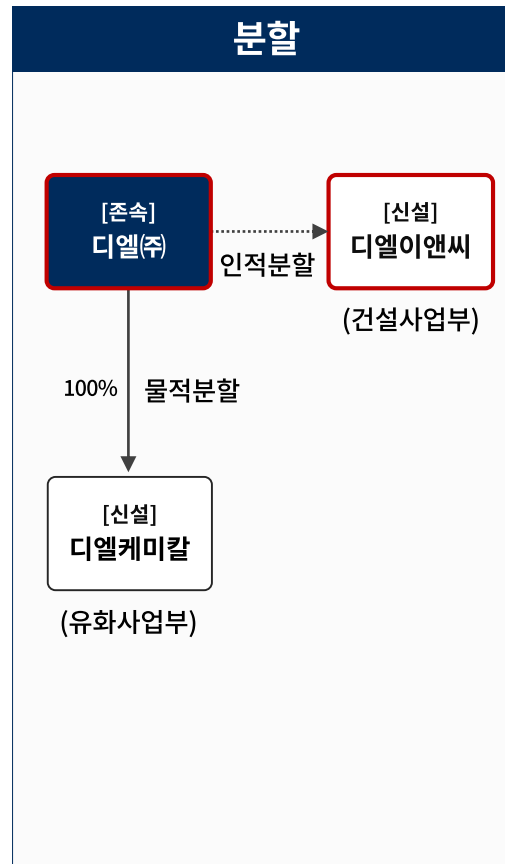 분할
[존속]
디엘㈜
[신설]
디엘이앤씨
인적분할
(건설사업부)
100%
물적분할
[신설]
디엘케미칼
(유화사업부)